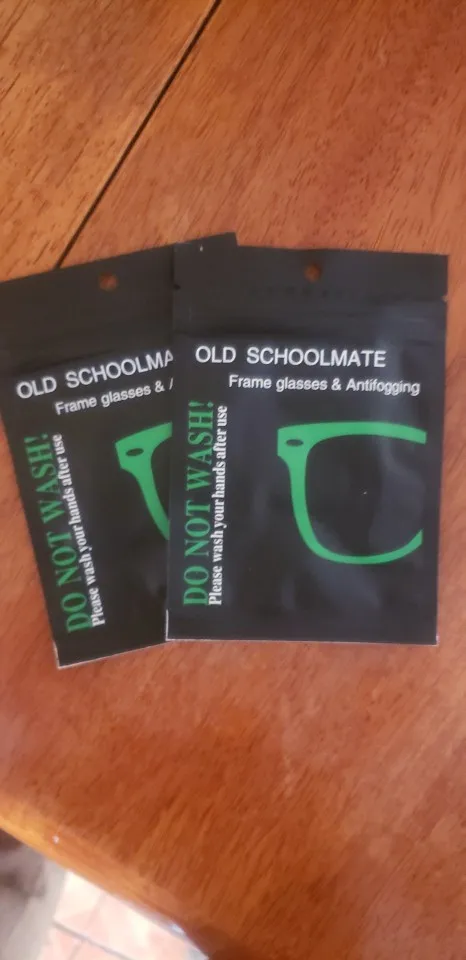 OLD SCHOOLMA
Frame glasses &
DO NOT WASH!
Please wash your hands after use
OLD SCHOOLMATE
Frame glasses & Antifogging
DO NOT WASH!
Please wash your hands after use